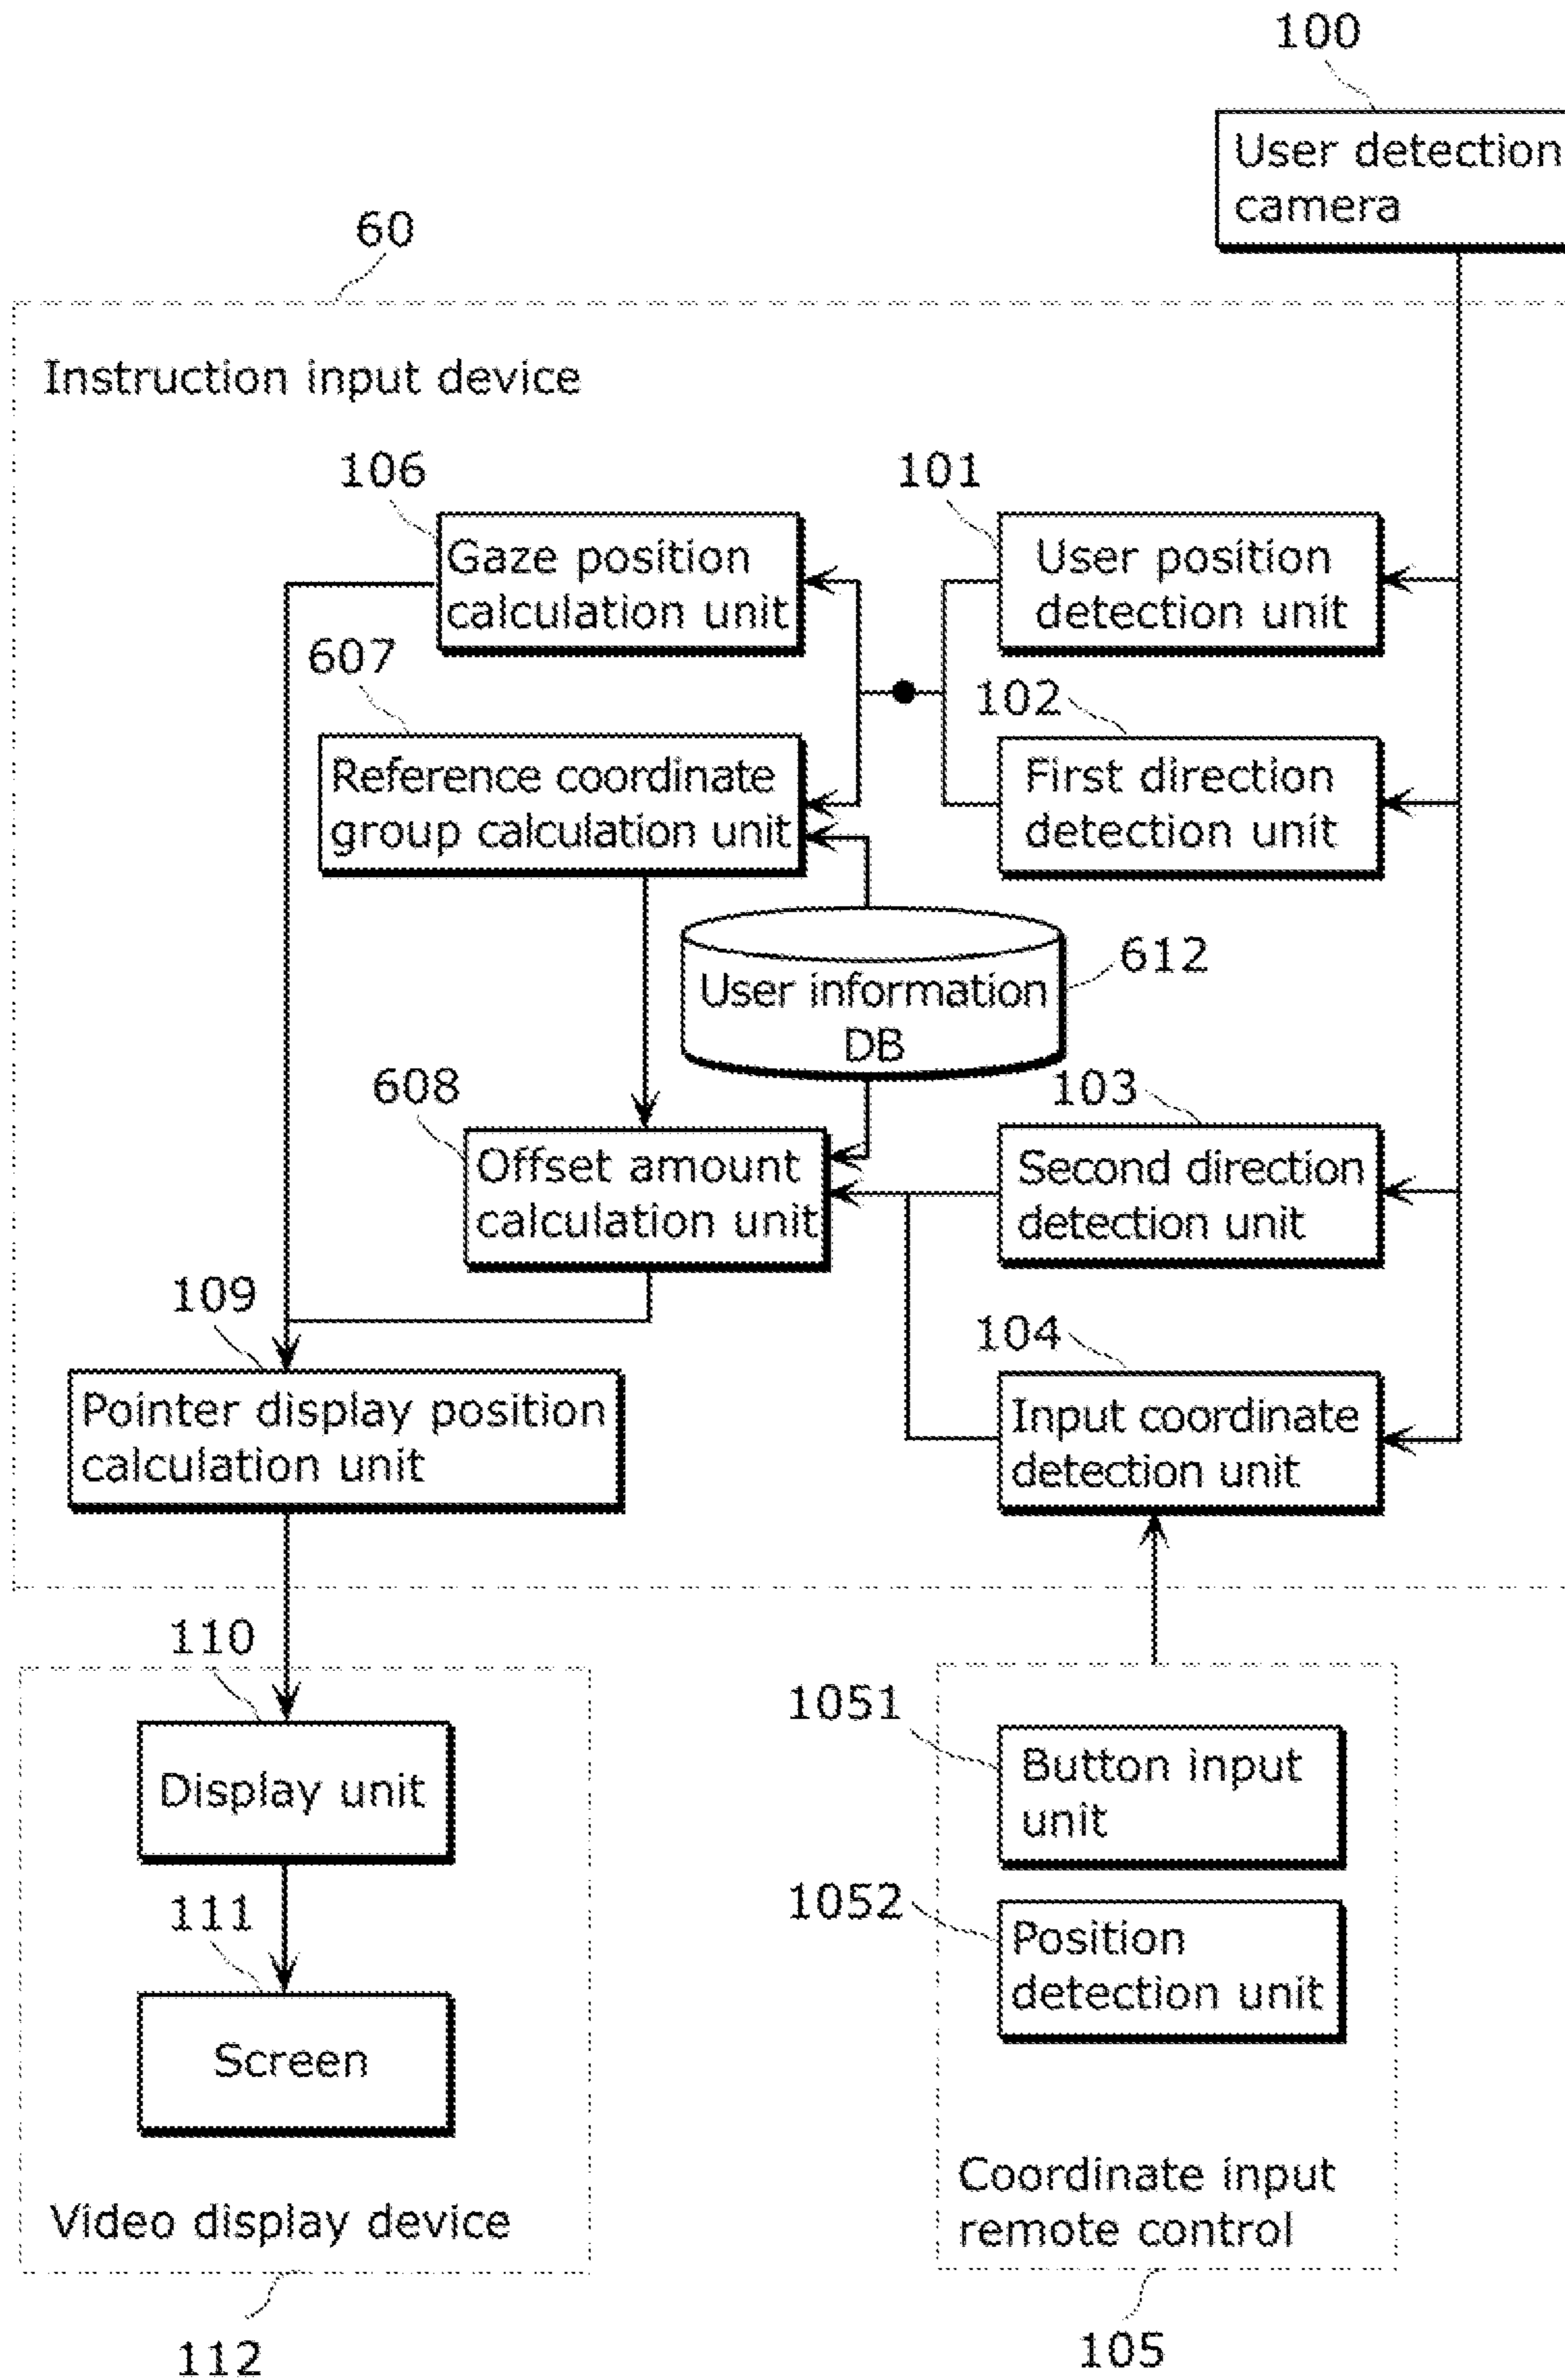 100
User detection
camera
60
Instruction input device
106
101
Gaze position
calculation unit
User position
detection unit
607
102
Reference coordinate
group calculation unit
First direction
detection unit
612
User information
DB
608
103
Offset amount
calculation unit
Second direction
detection unit
109
104
Pointer display position
calculation unit
Input coordinate
detection unit
110
1051
Display unit
Button input
unit
111
1052
Screen
Position
detection unit
Video display device
Coordinate input
remote control
112
105